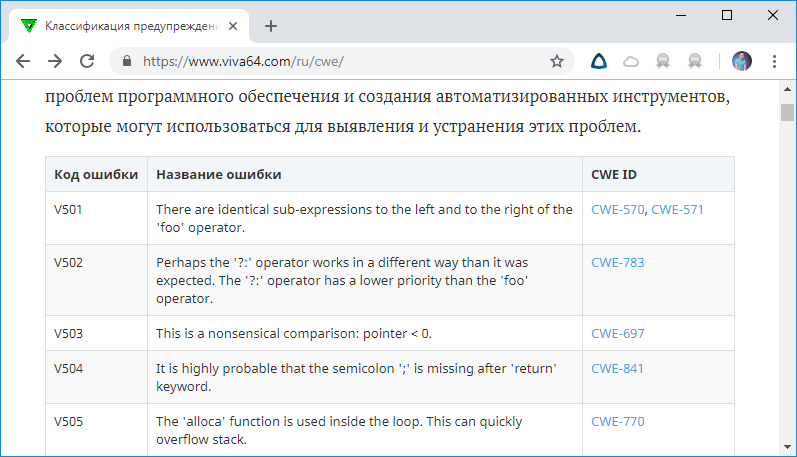 Классификация предупрежден
https://www.viva64.com/ru/cwe/
проблем программного обеспечения и создания автоматизированных инструментов,
которые могут использоваться для выявления и устранения этих проблем.
Код ошибки Название ошибки CWE ID
V501 There are identical sub-expressions to the left and to the right of the CWE-570, CWE-571
'foo' operator.
V502 Perhaps the '?:' operator works in a different way than it was CWE-783
expected. The '?:' operator has a lower priority than the 'foo'
operator.
V503 This is a nonsensical comparison: pointer < 0. CWE-697
V504 It is highly probable that the semicolon ';' is missing after 'return' CWE-841
keyword.
V505 The 'alloca' function is used inside the loop. This can quickly CWE-770
overflow stack.